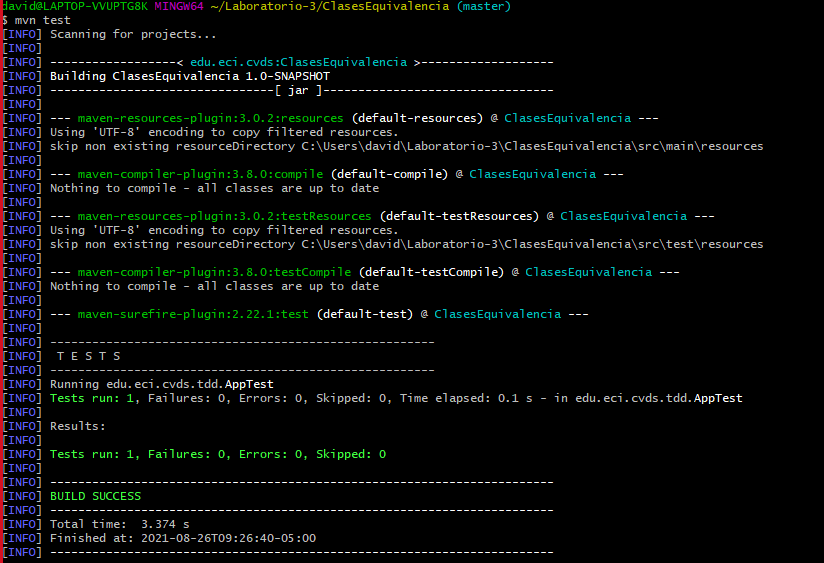 david@LAPTOP-VVUPTG8K MINGW64 ~/Laboratorio-3/ClasesEquivalencia (master)
$ mvn test
[INFO] Scanning for projects...
[INFO]
[INFO] ------------------< edu.eci.cvds:ClasesEquivalencia >-------------------
[INFO] Building ClasesEquivalencia 1.0-SNAPSHOT
[INFO] --------------------------------[ jar ]---------------------------------
[INFO]
[INFO] --- maven-resources-plugin:3.0.2:resources (default-resources) @ ClasesEquivalencia ---
[INFO] Using 'UTF-8' encoding to copy filtered resources.
[INFO] skip non existing resourceDirectory C:\Users\david\Laboratorio-3\ClasesEquivalencia\src\main\resources
[INFO]
[INFO] --- maven-compiler-plugin:3.8.0:compile (default-compile) @ ClasesEquivalencia ---
[INFO] Nothing to compile - all classes are up to date
[INFO]
[INFO] --- maven-resources-plugin:3.0.2:testResources (default-testResources) @ ClasesEquivalencia ---
[INFO] Using 'UTF-8' encoding to copy filtered resources.
[INFO] skip non existing resourceDirectory C:\Users\david\Laboratorio-3\ClasesEquivalencia\src\test\resources
[INFO]
[INFO] --- maven-compiler-plugin:3.8.0:testCompile (default-testCompile) @ ClasesEquivalencia ---
[INFO] Nothing to compile - all classes are up to date
[INFO]
[INFO] --- maven-surefire-plugin:2.22.1:test (default-test) @ ClasesEquivalencia ---
[INFO]
[INFO] -------------------------------------------------------
[INFO]  T E S T S
[INFO] -------------------------------------------------------
[INFO] Running edu.eci.cvds.tdd.AppTest
[INFO] Tests run: 1, Failures: 0, Errors: 0, Skipped: 0, Time elapsed: 0.1 s - in edu.eci.cvds.tdd.AppTest
[INFO]
[INFO] Results:
[INFO]
[INFO] Tests run: 1, Failures: 0, Errors: 0, Skipped: 0
[INFO]
[INFO] ------------------------------------------------------------------------
[INFO] BUILD SUCCESS
[INFO] ------------------------------------------------------------------------
[INFO] Total time:  3.374 s
[INFO] Finished at: 2021-08-26T09:26:40-05:00
[INFO] ------------------------------------------------------------------------